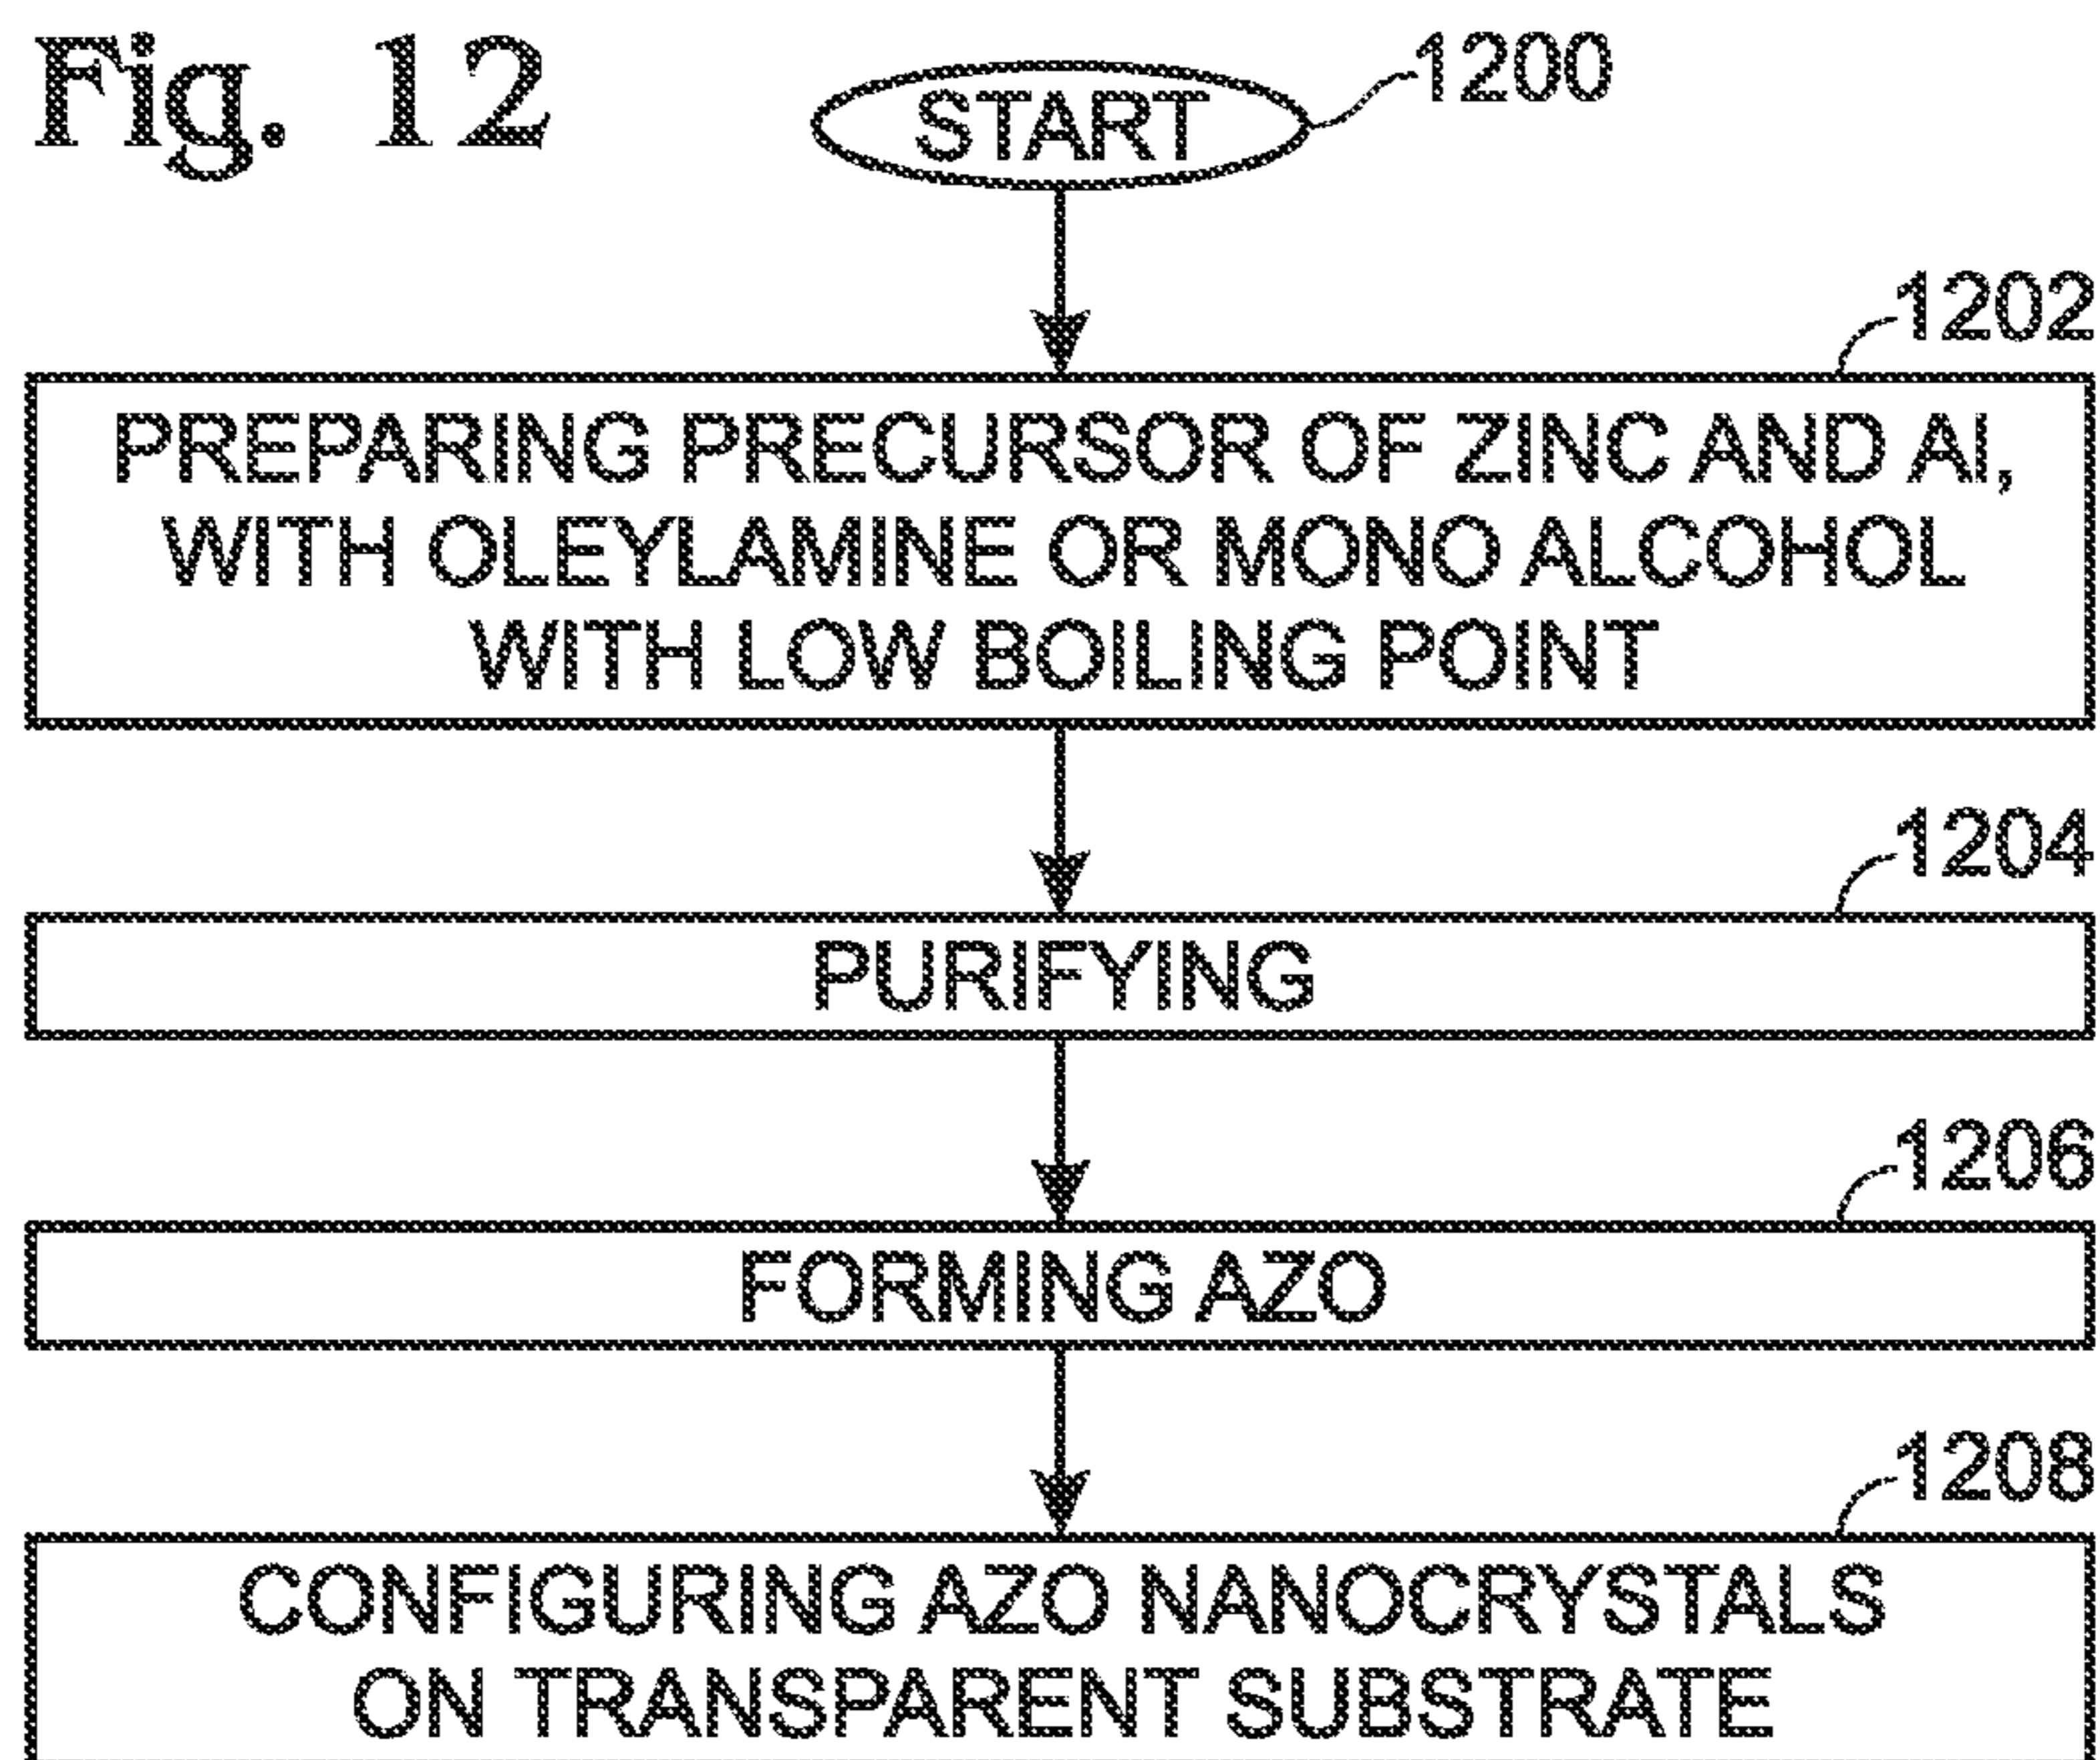 Fig. 12
START
1200
1202
PREPARING PRECURSOR OF ZINC AND Al,
WITH OLEYLAMINE OR MONO ALCOHOL
WITH LOW BOILING POINT
1204
PURIFYING
1206
FORMING AZO
1208
CONFIGURING AZO NANOCRYSTALS
ON TRANSPARENT SUBSTRATE